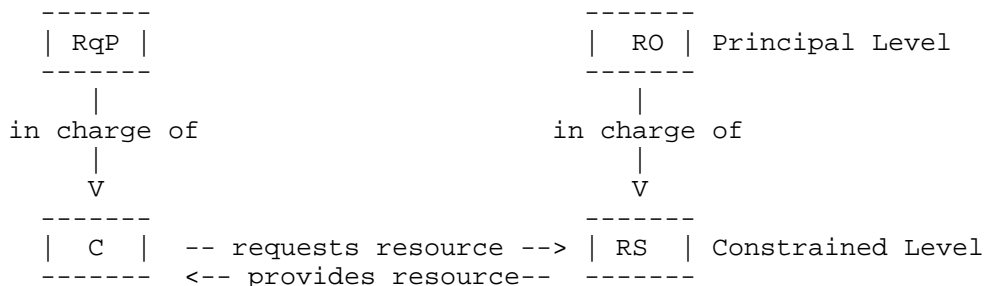 -------                             -------
| RqP |                             |  RO | Principal Level
-------                             -------
|                                   |
in charge of                        in charge of
|                                   |
V                                   V
-------                             -------
|  C  |  -- requests resource --> | RS  | Constrained Level
-------  <-- provides resource--  -------